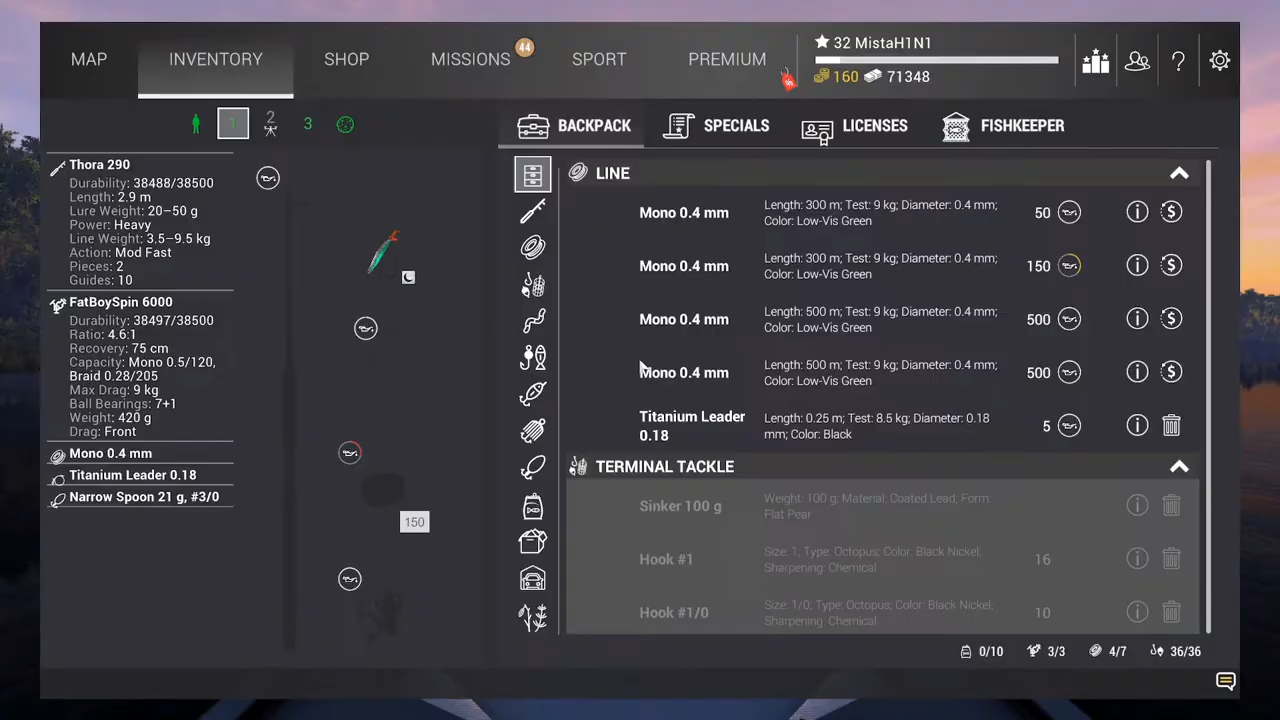 MAP
INVENTORY
SHOP
MISSIONS
44
SPORT
PREMIUM
%
32 MistaH1N1
160 71348
1
2
3
BACKPACK
SPECIALS
LICENSES
FISHKEEPER
Thora 290
Durability: 38488/38500
Length: 2.9 m
Lure Weight: 20–50 g
Power: Heavy
Line Weight: 3.5–9.5 kg
Action: Mod Fast
Pieces: 2
Guides: 10
FatBoySpin 6000
Durability: 38497/38500
Ratio: 4.6:1
Recovery: 75 cm
Capacity: Mono 0.5/120,
Braid 0.28/205
Max Drag: 9 kg
Ball Bearings: 7+1
Weight: 420 g
Drag: Front
Mono 0.4 mm
Titanium Leader 0.18
Narrow Spoon 21 g, #3/0
150
LINE
Mono 0.4 mm
Length: 300 m; Test: 9 kg; Diameter: 0.4 mm;
Color: Low-Vis Green
50
Mono 0.4 mm
Length: 300 m; Test: 9 kg; Diameter: 0.4 mm;
Color: Low-Vis Green
150
Mono 0.4 mm
Length: 500 m; Test: 9 kg; Diameter: 0.4 mm;
Color: Low-Vis Green
500
Mono 0.4 mm
Length: 500 m; Test: 9 kg; Diameter: 0.4 mm;
Color: Low-Vis Green
500
Titanium Leader
0.18
Length: 0.25 m; Test: 8.5 kg; Diameter: 0.18
mm; Color: Black
5
TERMINAL TACKLE
Sinker 100 g
Weight: 100 g; Material: Coated Lead, Form:
Flat Pear
Hook #1
Size: 1, Type: Octopus; Color: Black Nickel,
Sharpening: Chemical
16
Hook #1/0
Size: 1/0, Type: Octopus; Color: Black Nickel;
Sharpening: Chemical
10
0/10 3/3 4/7 36/36